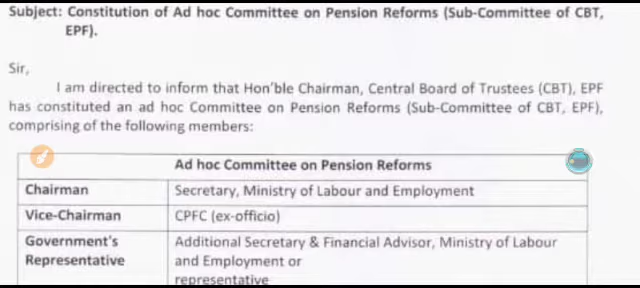 Subject: Constitution of Ad hoc Committee on Pension Reforms (Sub-Committee of CBT,
EPF).
Sir,
I am directed to inform that Hon'ble Chairman, Central Board of Trustees (CBT), EPF
has constituted an ad hoc Committee on Pension Reforms (Sub-Committee of CBT, EPF),
comprising of the following members:
Ad hoc Committee on Pension Reforms
Chairman Secretary, Ministry of Labour and Employment
Vice-Chairman CPFC (ex-officio)
Government's Additional Secretary & Financial Advisor, Ministry of Labour
Representative and Employment or
representative